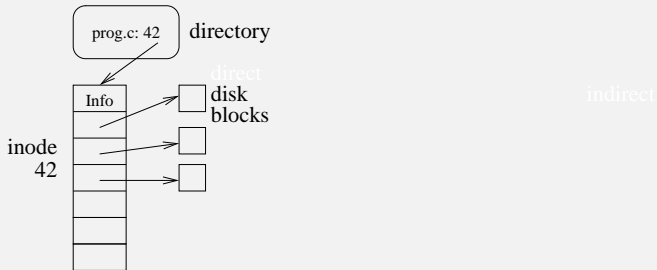 prog.c: 42
directory
direct
Info
disk
blocks
indirect
inode
42